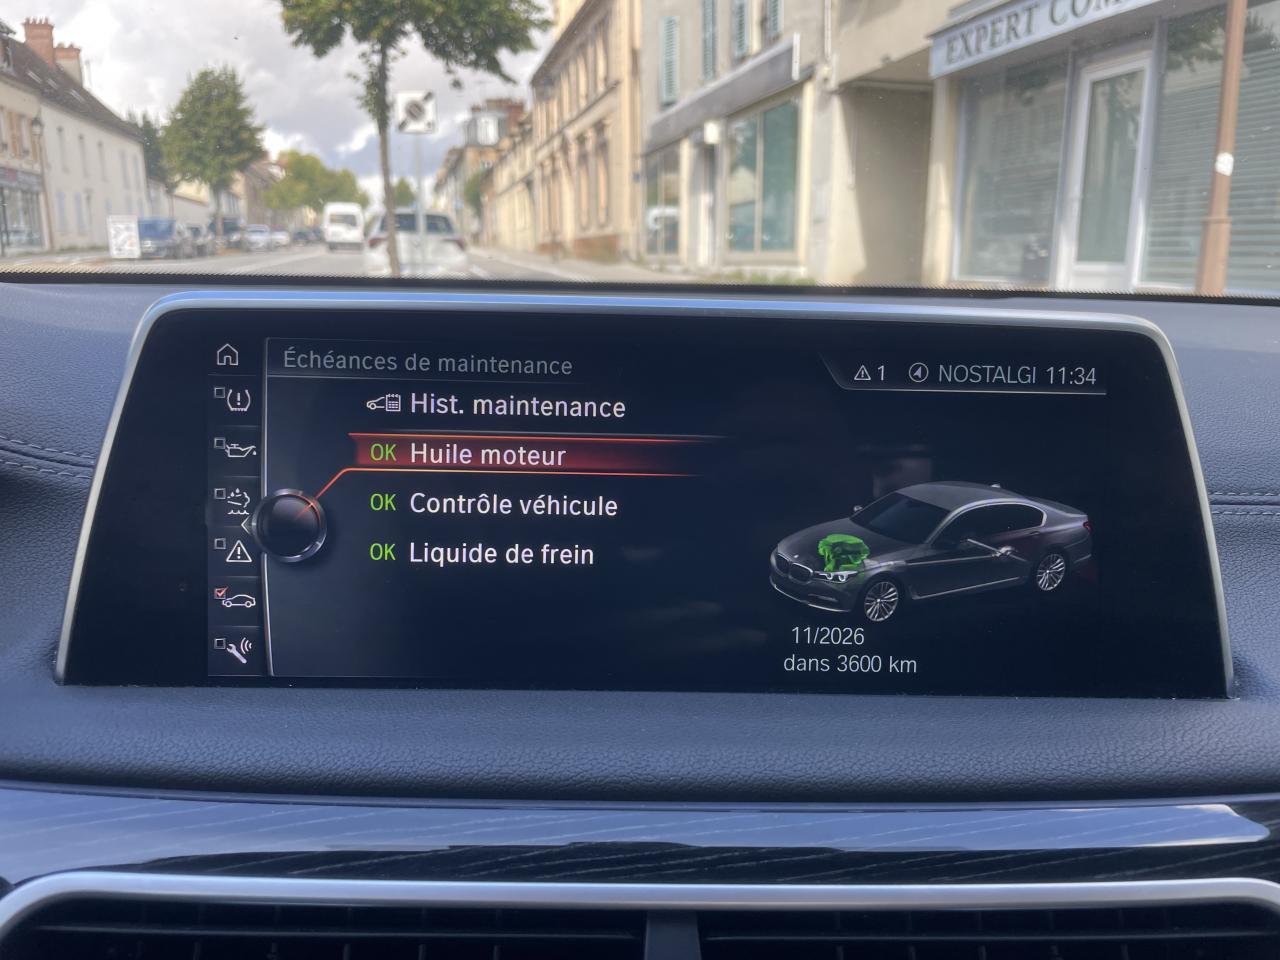 EXPERT COM
Échéances de maintenance
1 NOSTALGI 11:34
Hist. maintenance
OK Huile moteur
OK Contrôle véhicule
OK Liquide de frein
11/2026
dans 3600 km